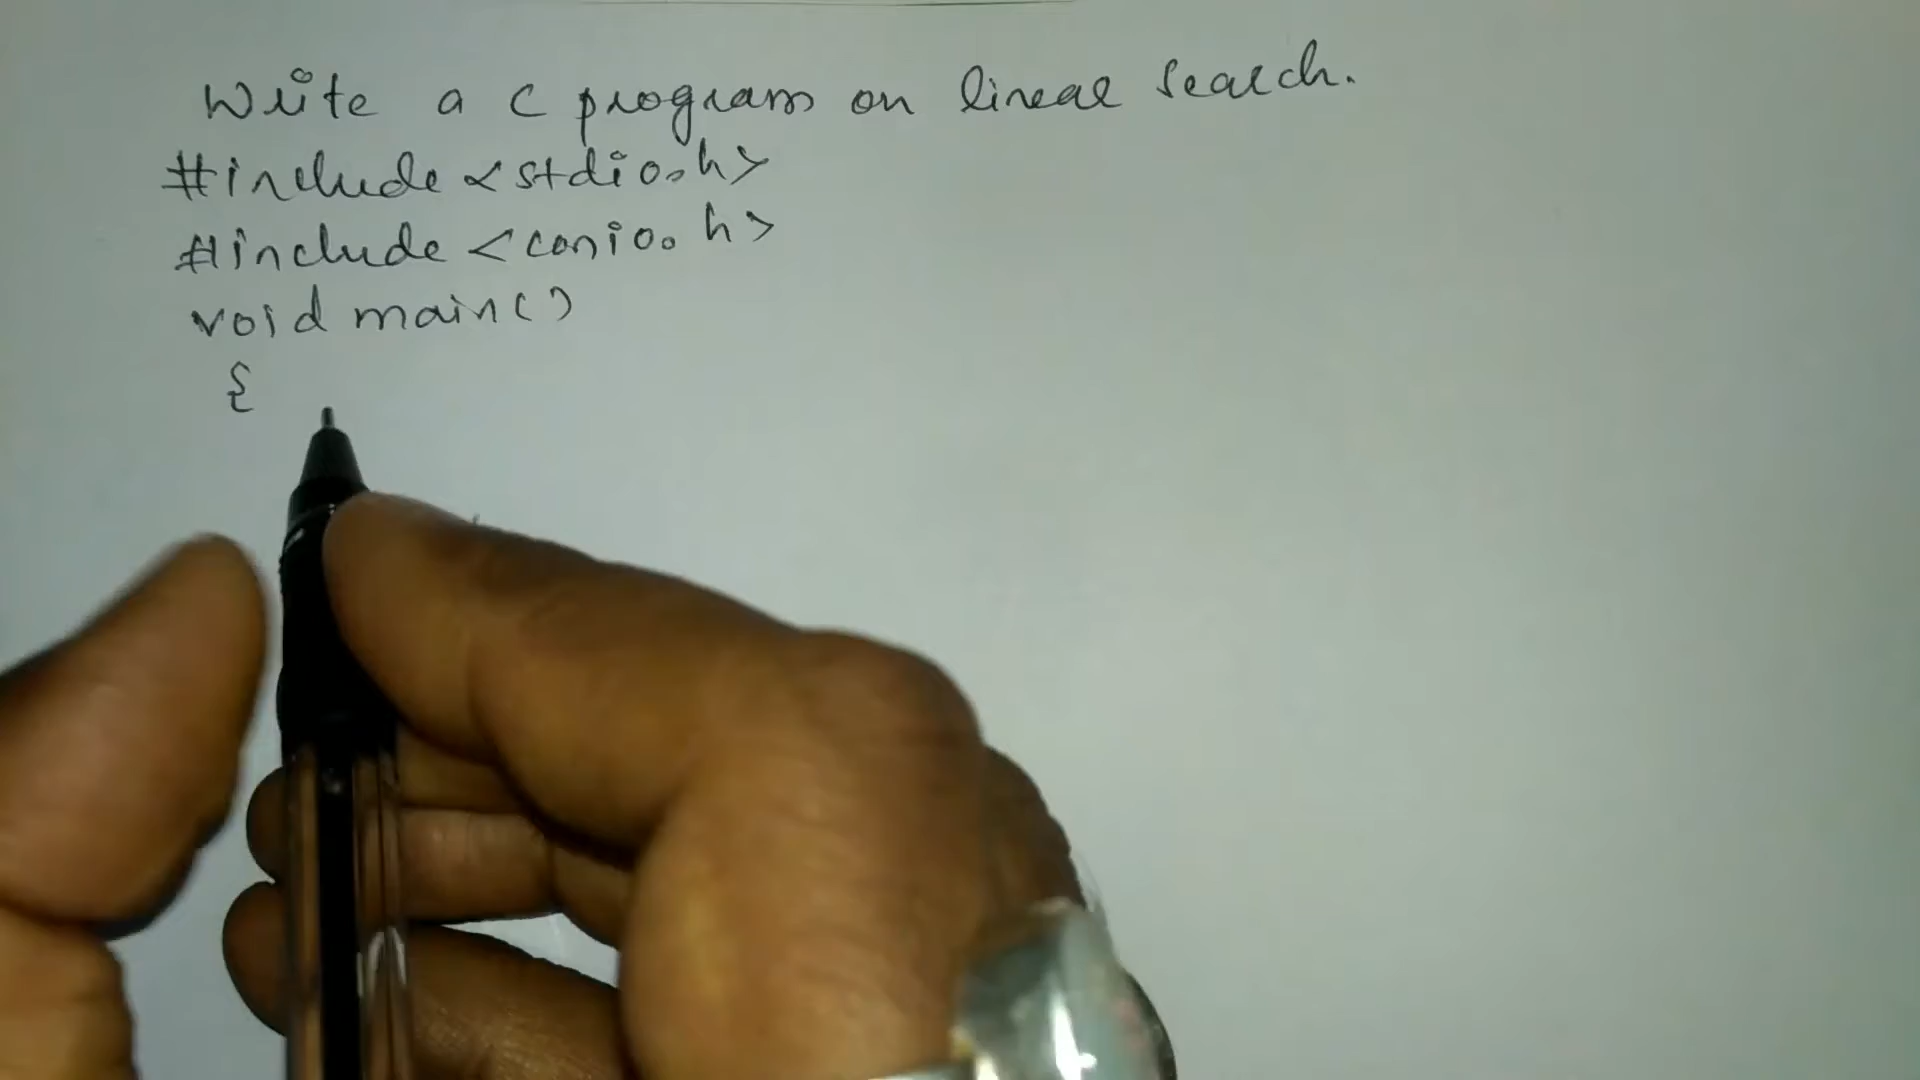 Write a C program on linear search.
#include <stdio.h>
#include <conio.h>
void main()
{